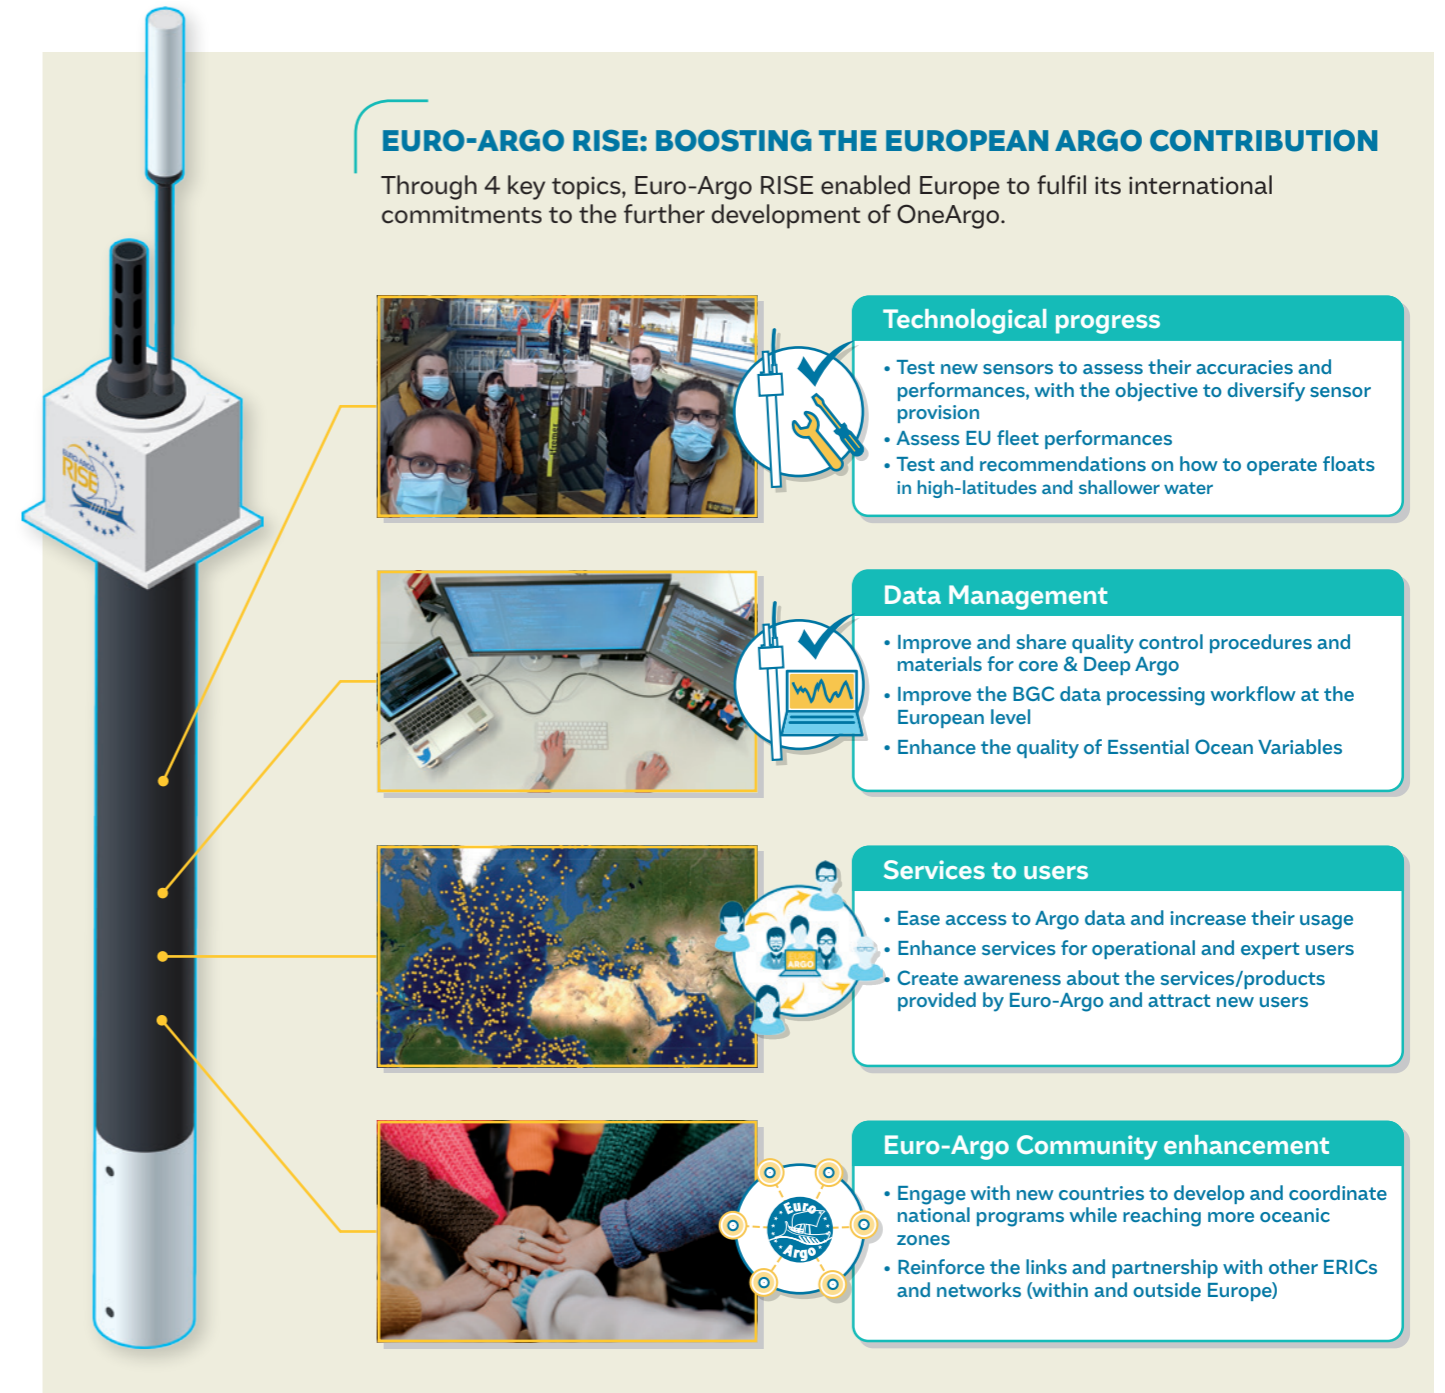 EURO-ARGO RISE: BOOSTING THE EUROPEAN ARGO CONTRIBUTION
Through 4 key topics, Euro-Argo RISE enabled Europe to fulfil its international
commitments to the further development of OneArgo.
EURO-ARGO
RISE
Technological progress
• Test new sensors to assess their accuracies and
performances, with the objective to diversify sensor
provision
• Assess EU fleet performances
• Test and recommendations on how to operate floats
in high-latitudes and shallower water
Data Management
• Improve and share quality control procedures and
materials for core & Deep Argo
• Improve the BGC data processing workflow at the
European level
• Enhance the quality of Essential Ocean Variables
ARGO
Services to users
• Ease access to Argo data and increase their usage
• Enhance services for operational and expert users
• Create awareness about the services/products
provided by Euro-Argo and attract new users
Euro
Argo
Euro-Argo Community enhancement
• Engage with new countries to develop and coordinate
national programs while reaching more oceanic
zones
• Reinforce the links and partnership with other ERICs
and networks (within and outside Europe)